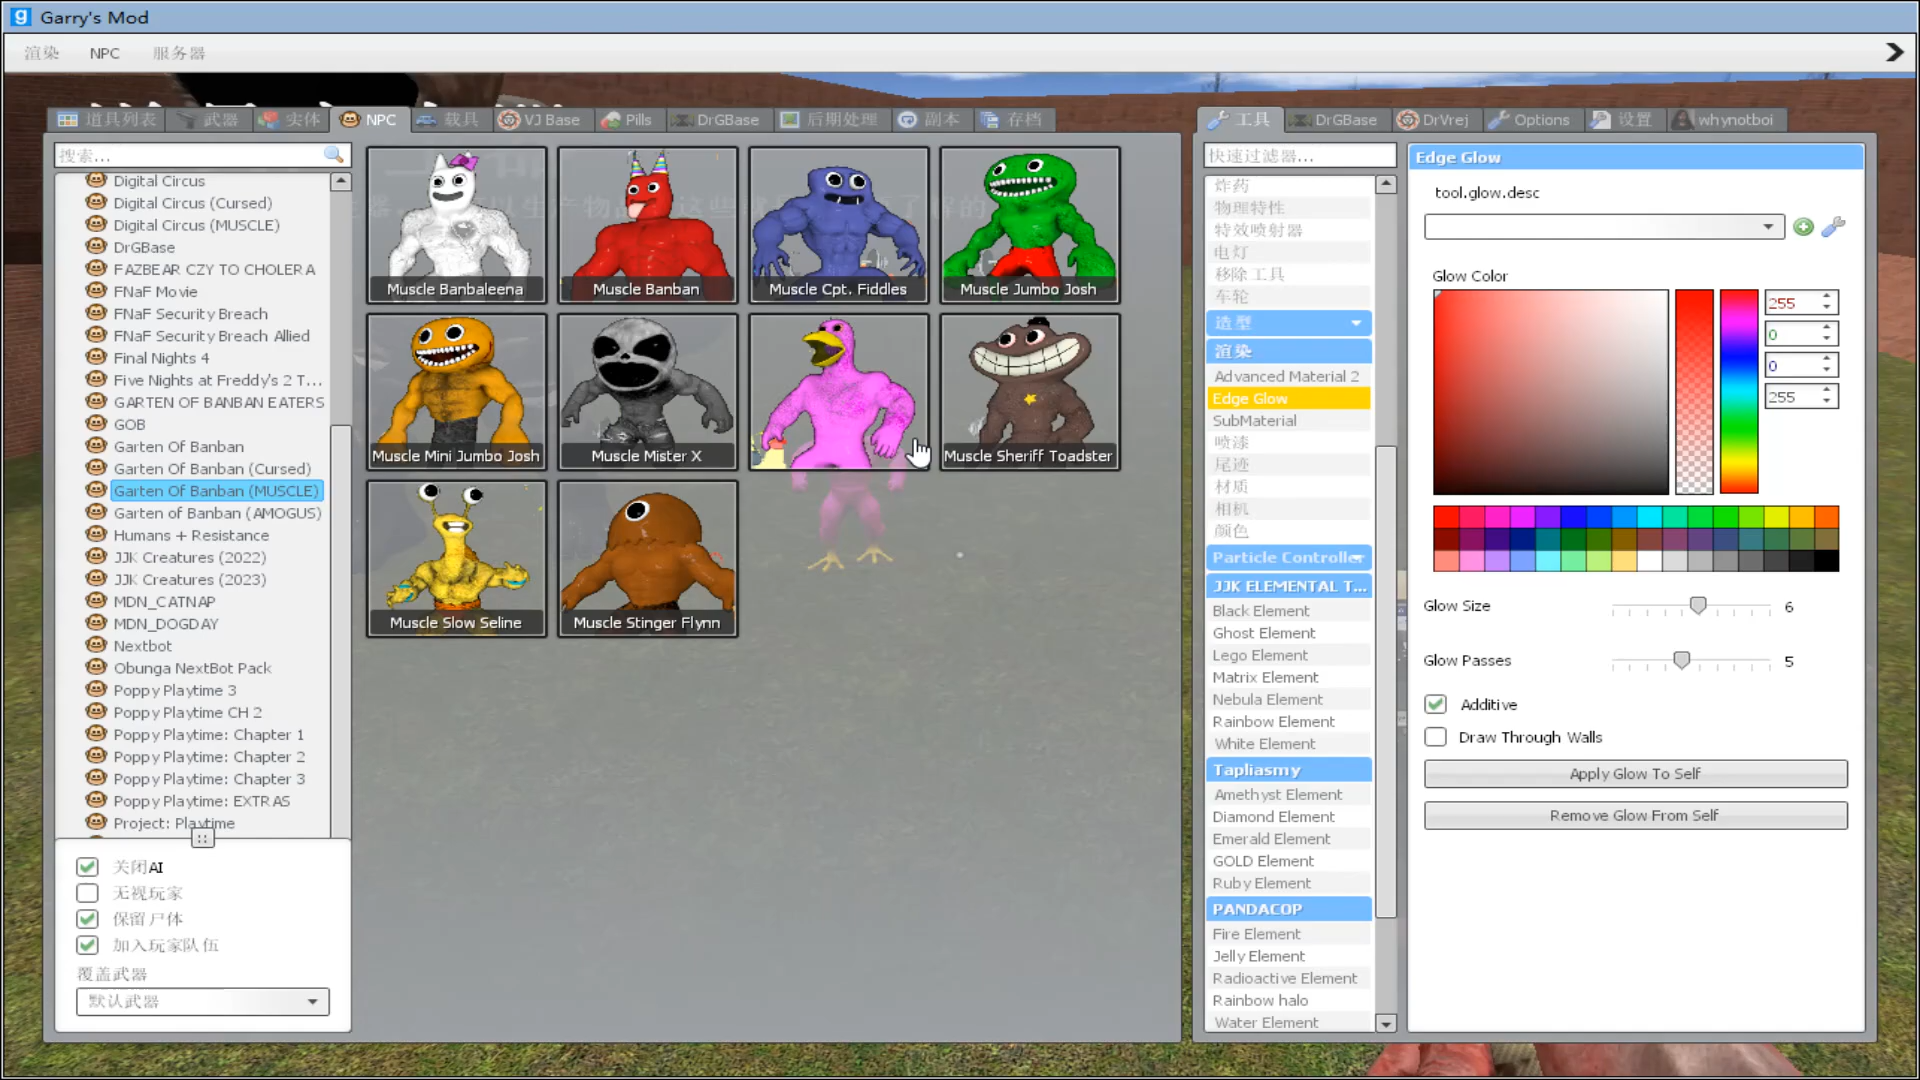 Garry's Mod
渲染 NPC 服务器
道具列表 武器 实体 NPC 载具 VJ Base Pills DrGBase 后期处理 副本 存档
搜索...
Digital Circus
Digital Circus (Cursed)
Digital Circus (MUSCLE)
DrGBase
FAZBEAR CZY TO CHOLERA
FNaF Movie
FNaF Security Breach
FNaF Security Breach Allied
Final Nights 4
Five Nights at Freddy's 2 T...
GARTEN OF BANBAN EATERS
GOB
Garten Of Banban
Garten Of Banban (Cursed)
Garten Of Banban (MUSCLE)
Garten of Banban (AMOGUS)
Humans + Resistance
JJK Creatures (2022)
JJK Creatures (2023)
MDN_CATNAP
MDN_DOGDAY
Nextbot
Obunga NextBot Pack
Poppy Playtime 3
Poppy Playtime CH 2
Poppy Playtime: Chapter 1
Poppy Playtime: Chapter 2
Poppy Playtime: Chapter 3
Poppy Playtime: EXTRAS
Project: Playtime
关闭AI
无视玩家
保留尸体
加入玩家队伍
覆盖武器
默认武器
Muscle Banbaleena
Muscle Banban
Muscle Cpt. Fiddles
Muscle Jumbo Josh
Muscle Mini Jumbo Josh
Muscle Mister X
Muscle Sheriff Toadster
Muscle Slow Seline
Muscle Stinger Flynn
工具 DrGBase DrVrej Options 设置 whynotboi
快速过滤器...
炸药
物理特性
特效喷射器
电灯
移除工具
车轮
造型
渲染
Advanced Material 2
Edge Glow
SubMaterial
喷漆
尾迹
材质
相机
颜色
Particle Controller
JJK ELEMENTAL T...
Black Element
Ghost Element
Lego Element
Matrix Element
Nebula Element
Rainbow Element
White Element
Tapliasmy
Amethyst Element
Diamond Element
Emerald Element
GOLD Element
Ruby Element
PANDACOP
Fire Element
Jelly Element
Radioactive Element
Rainbow halo
Water Element
Edge Glow
tool.glow.desc
Glow Color
255
0
0
255
Glow Size 6
Glow Passes 5
Additive
Draw Through Walls
Apply Glow To Self
Remove Glow From Self